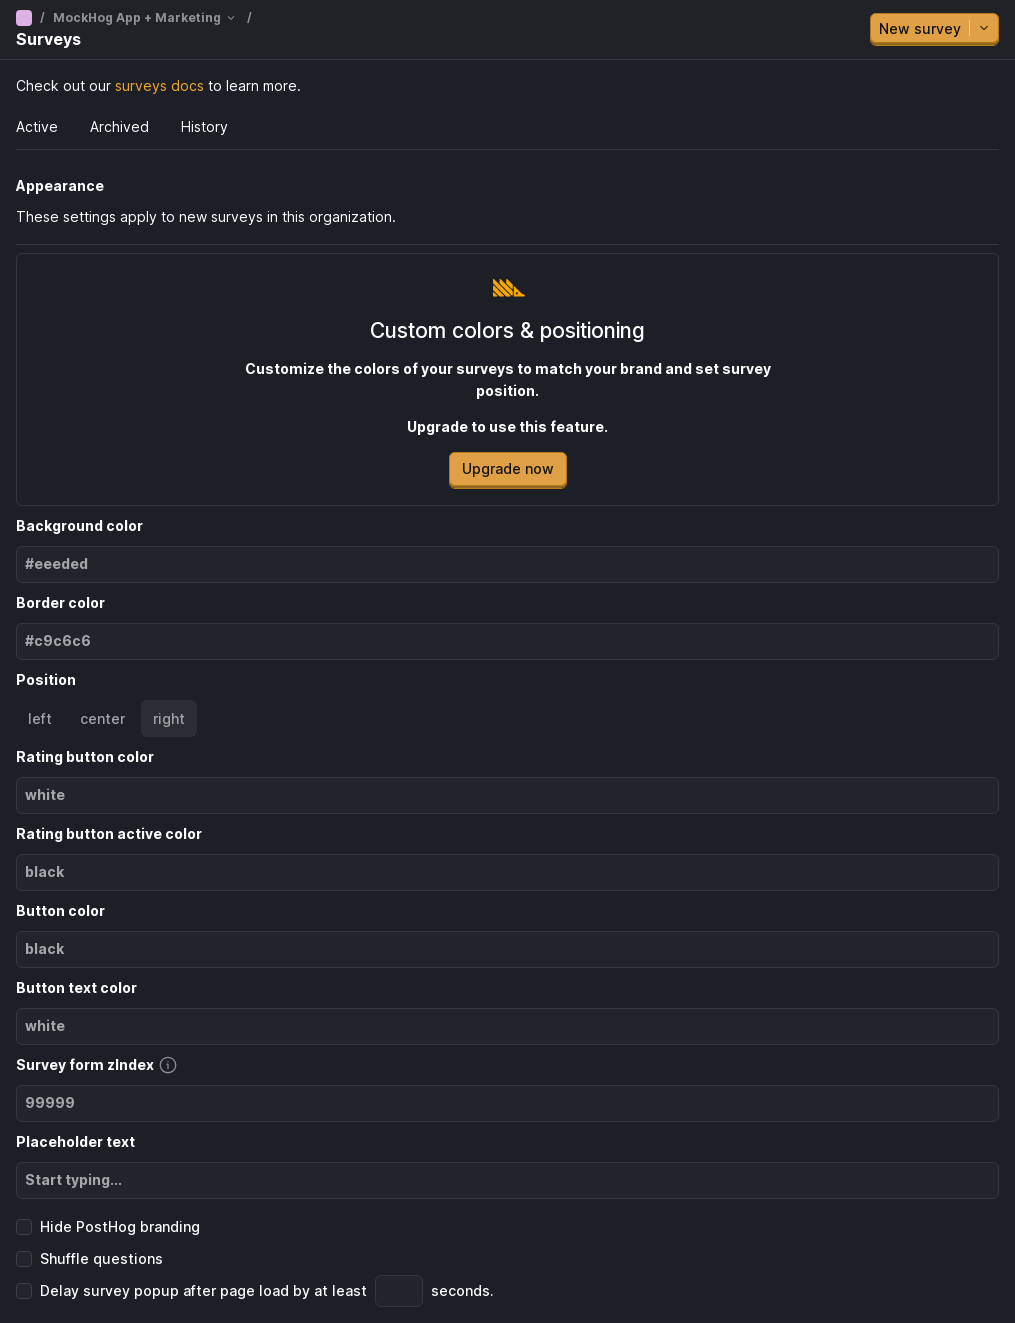 / MockHog App + Marketing /
Surveys
New survey
Check out our surveys docs to learn more.
Active Archived History
Appearance
These settings apply to new surveys in this organization.
Custom colors & positioning
Customize the colors of your surveys to match your brand and set survey
position.
Upgrade to use this feature.
Upgrade now
Background color
#eeeded
Border color
#c9c6c6
Position
left center right
Rating button color
white
Rating button active color
black
Button color
black
Button text color
white
Survey form zIndex
99999
Placeholder text
Start typing...
Hide PostHog branding
Shuffle questions
Delay survey popup after page load by at least seconds.